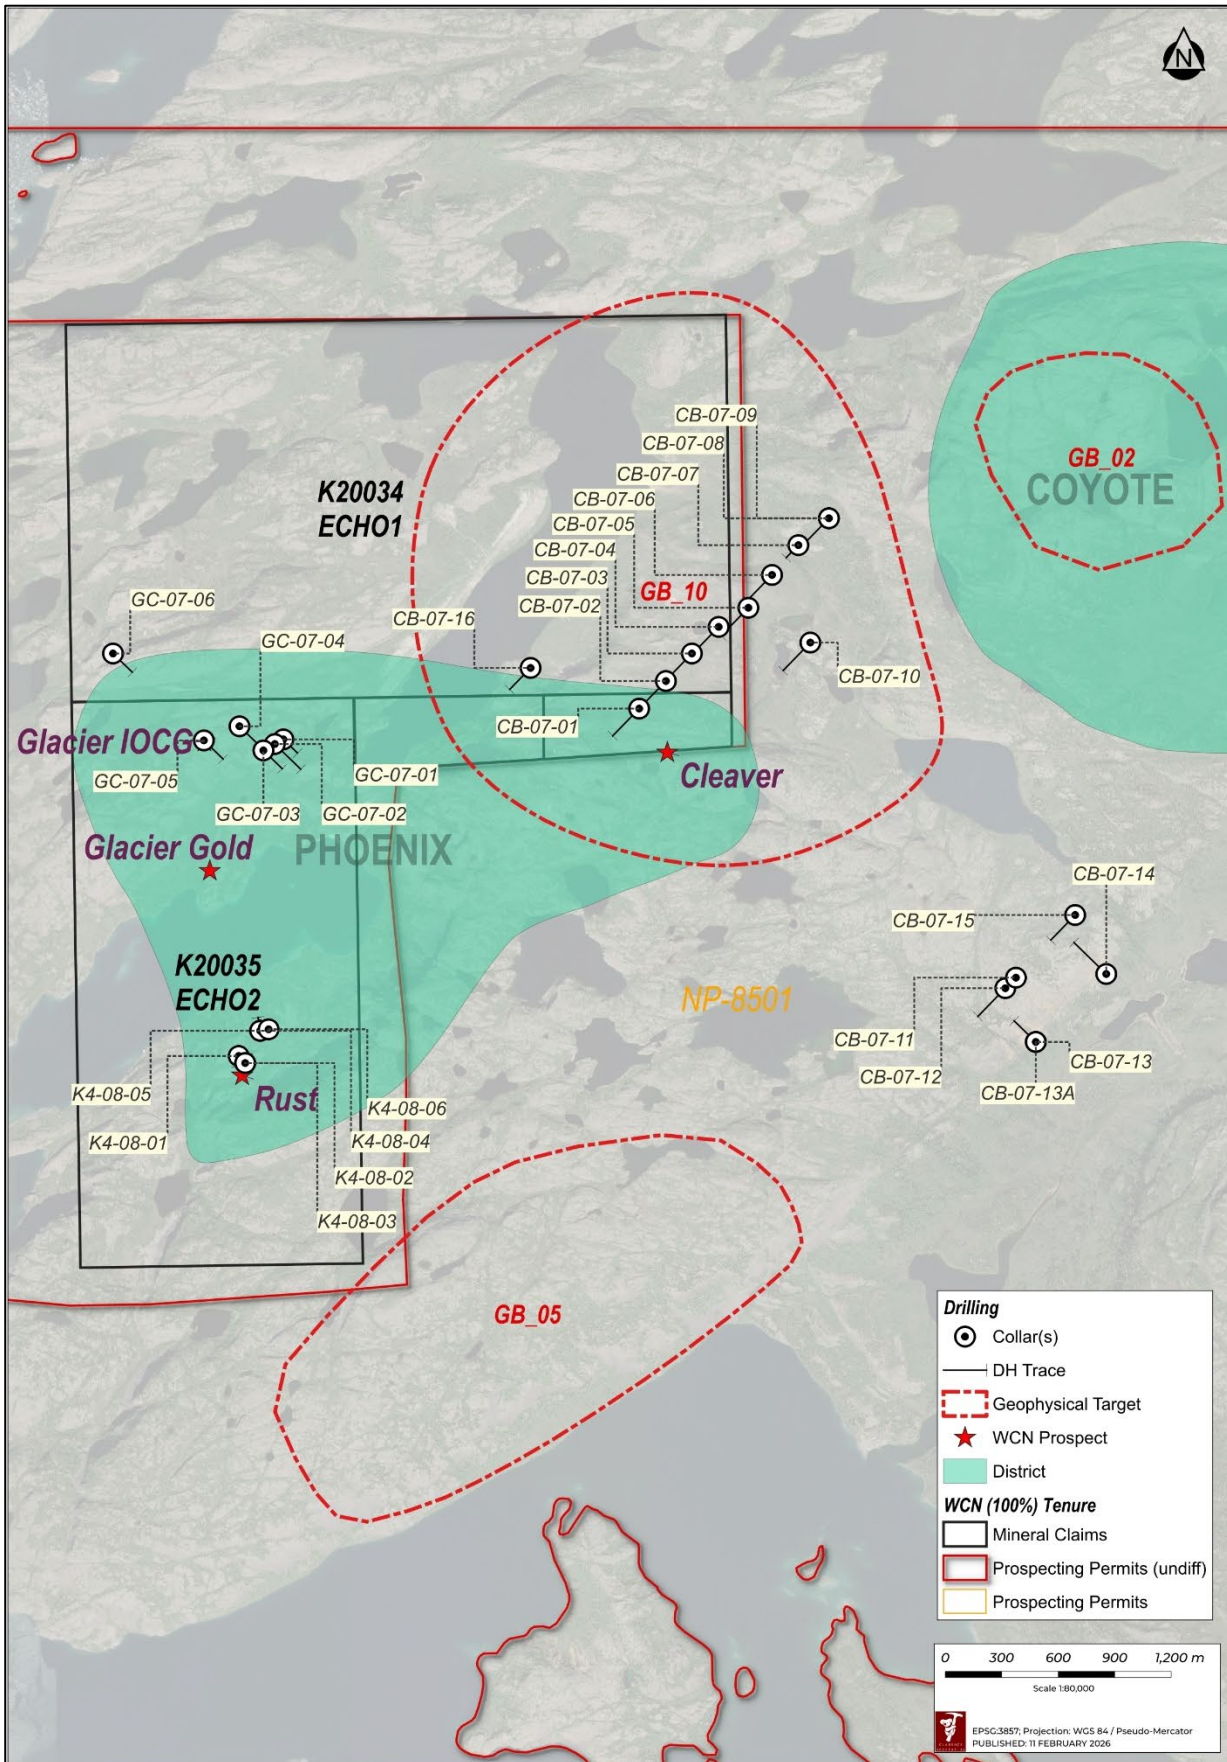 N
CB-07-09
CB-07-08
CB-07-07
CB-07-06
CB-07-05
CB-07-04
CB-07-03
CB-07-02
GB_02
COYOTE
K20034
ECHO1
GB_10
GC-07-06
GC-07-04
CB-07-16
CB-07-10
CB-07-01
Glacier IOCG
GC-07-05
GC-07-01
GC-07-03
GC-07-02
Cleaver
Glacier Gold
PHOENIX
CB-07-14
CB-07-15
K20035
ECHO2
NP-8501
CB-07-11
CB-07-12
CB-07-13
CB-07-13A
K4-08-05
Rust
K4-08-06
K4-08-01
K4-08-04
K4-08-02
K4-08-03
GB_05
Drilling
Collar(s)
DH Trace
Geophysical Target
WCN Prospect
District
WCN (100%) Tenure
Mineral Claims
Prospecting Permits (undiff)
Prospecting Permits
0 300 600 900 1,200 m
Scale 1:80,000
EPSG:3857; Projection: WGS 84 / Pseudo-Mercator
PUBLISHED: 11 FEBRUARY 2026